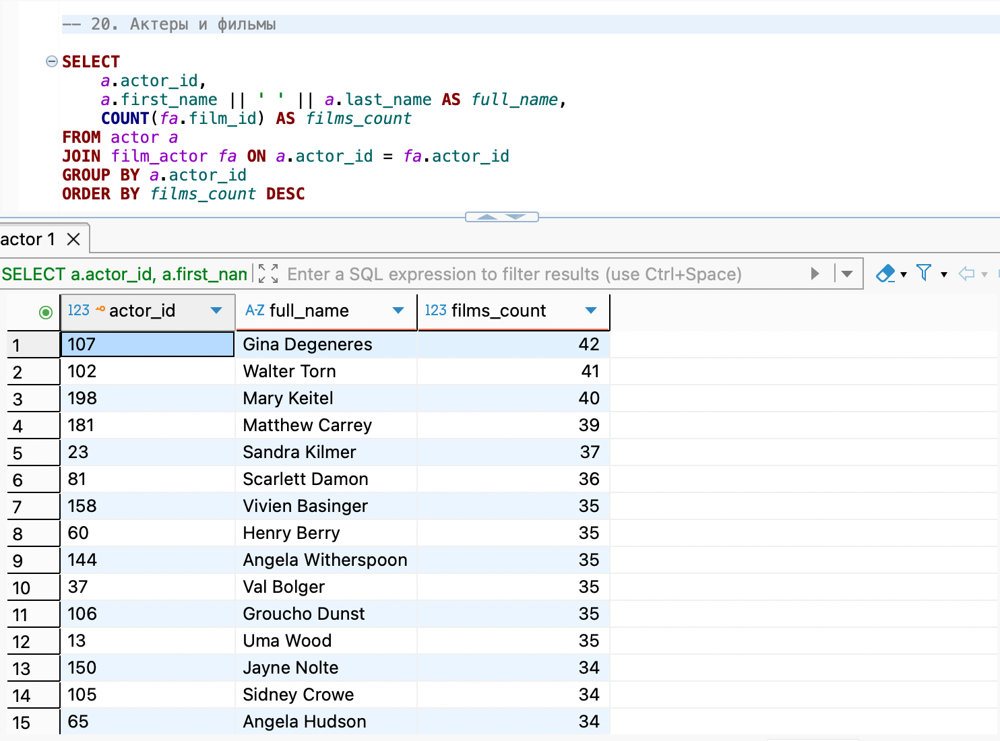 -- 20. Актеры и фильмы
SELECT
a.actor_id,
a.first_name || ' ' || a.last_name AS full_name,
COUNT(fa.film_id) AS films_count
FROM actor a
JOIN film_actor fa ON a.actor_id = fa.actor_id
GROUP BY a.actor_id
ORDER BY films_count DESC
actor 1
SELECT a.actor_id, a.first_nan Enter a SQL expression to filter results (use Ctrl+Space)
123 actor_id A-Z full_name 123 films_count
1 107 Gina Degeneres 42
2 102 Walter Torn 41
3 198 Mary Keitel 40
4 181 Matthew Carrey 39
5 23 Sandra Kilmer 37
6 81 Scarlett Damon 36
7 158 Vivien Basinger 35
8 60 Henry Berry 35
9 144 Angela Witherspoon 35
10 37 Val Bolger 35
11 106 Groucho Dunst 35
12 13 Uma Wood 35
13 150 Jayne Nolte 34
14 105 Sidney Crowe 34
15 65 Angela Hudson 34